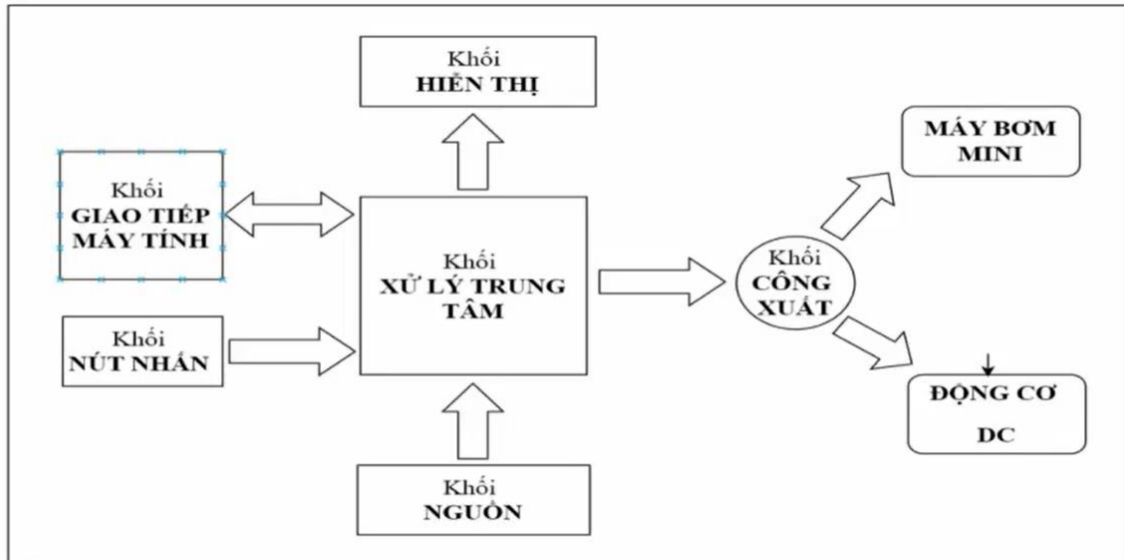 Khối
HIỂN THỊ
MÁY BƠM
MINI
Khối
GIAO TIẾP
MÁY TÍNH
Khối
XỬ LÝ TRUNG
TÂM
Khối
CÔNG
XUẤT
Khối
NÚT NHẤN
ĐỘNG CƠ
DC
Khối
NGUỒN